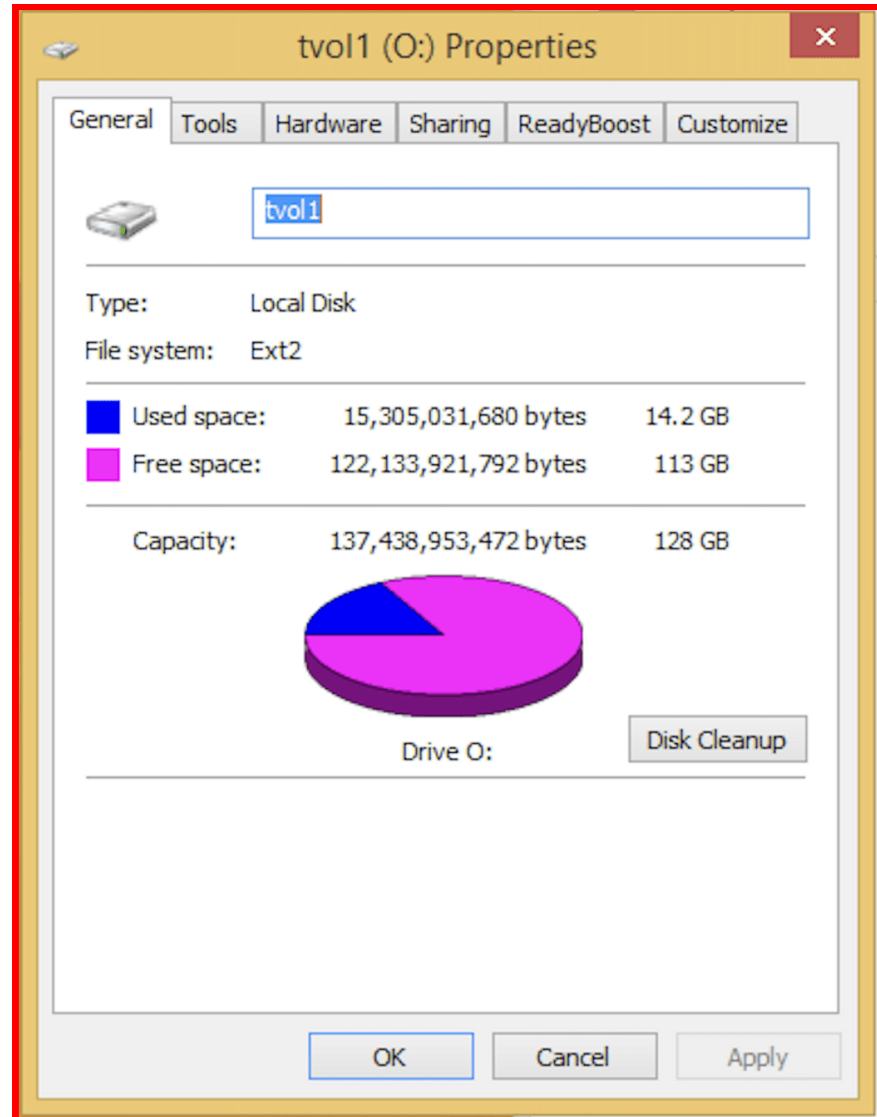 tvol1 (O:) Properties
General Tools Hardware Sharing ReadyBoost Customize
tvol1
Type: Local Disk
File system: Ext2
Used space: 15,305,031,680 bytes 14.2 GB
Free space: 122,133,921,792 bytes 113 GB
Capacity: 137,438,953,472 bytes 128 GB
Drive O:
Disk Cleanup
OK Cancel Apply